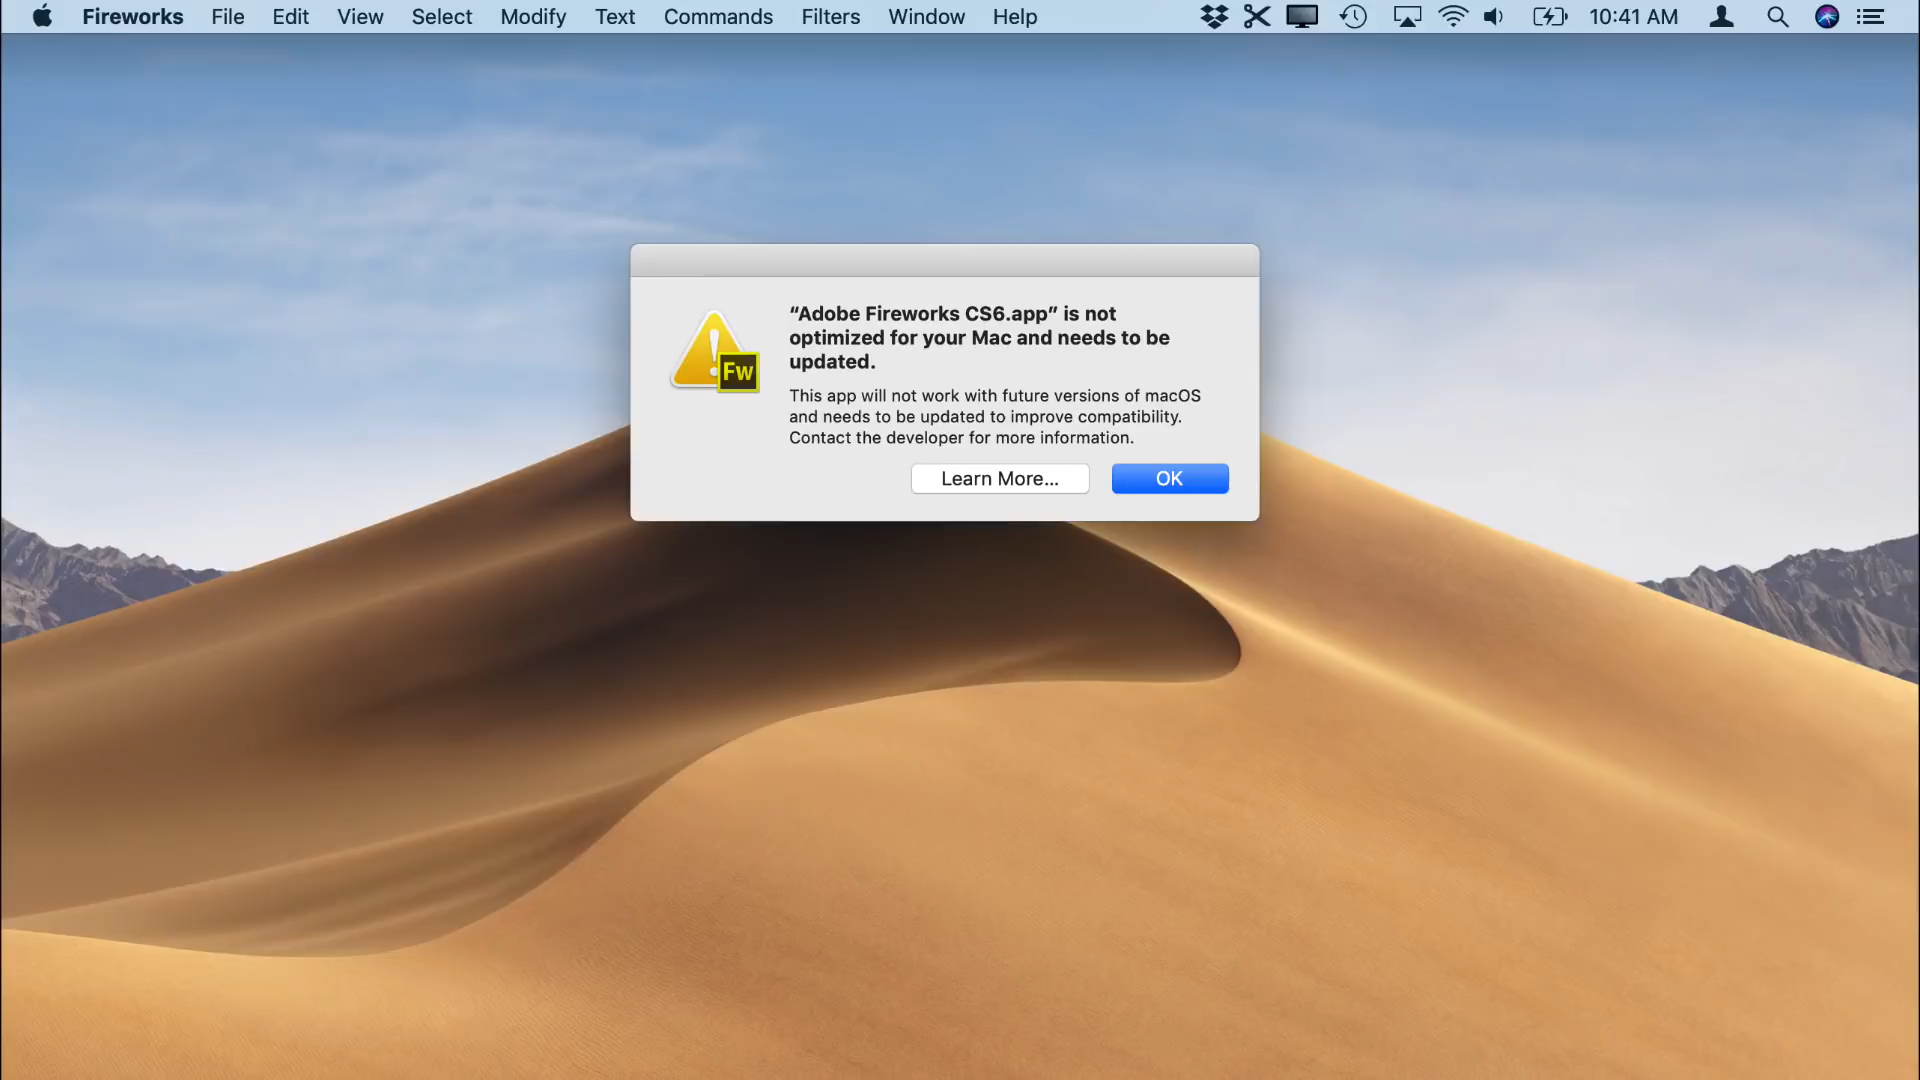 Fireworks File Edit View Select Modify Text Commands Filters Window Help 10:41 AM
“Adobe Fireworks CS6.app” is not
optimized for your Mac and needs to be
updated.
Fw
This app will not work with future versions of macOS
and needs to be updated to improve compatibility.
Contact the developer for more information.
Learn More... OK